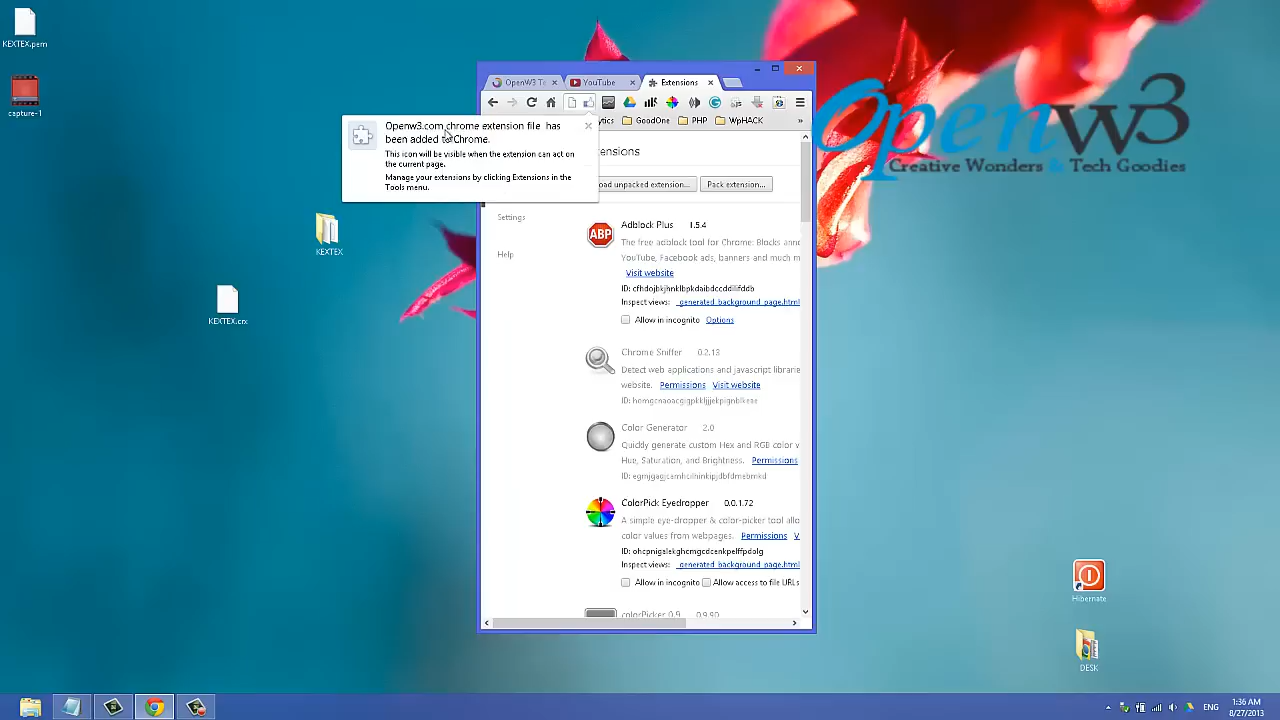 KEXTEX.pem
capture-1
OpenW3 Te
YouTube
Extensions
GoodOne
PHP
WpHACK
Openw3.com chrome extension file has
been added to Chrome.
This icon will be visible when the extension can act on
the current page.
Manage your extensions by clicking Extensions in the
Tools menu.
Openw3
Creative Wonders & Tech Goodies
ensions
oad unpacked extension...
Pack extension...
Settings
Help
Adblock Plus 1.5.4
The free adblock tool for Chrome: Blocks anno
YouTube, Facebook ads, banners and much m
Visit website
ID: cfhdojbkjhnklbpkdaibdccddilifddb
Inspect views: _generated_background_page.html
Allow in incognito Options
Chrome Sniffer 0.2.13
Detect web applications and javascript librarie
website. Permissions Visit website
ID: homgcnaoacgigpkkljjjekpignblkeae
Color Generator 2.0
Quickly generate custom Hex and RGB color v
Hue, Saturation, and Brightness. Permissions
ColorPick Eyedropper 0.0.1.72
A simple eye-dropper & color-picker tool allo
color values from webpages. Permissions V
ID: ohcpnigalekghcmgcdcenkpelffpdolg
Inspect views: _generated_background_page.html
Allow in incognito Allow access to file URLs
colorPicker 0.9 0.9.90
KEXTEX
KEXTEX.crx
Hibernate
DESK
ENG
1:36 AM
8/27/2013